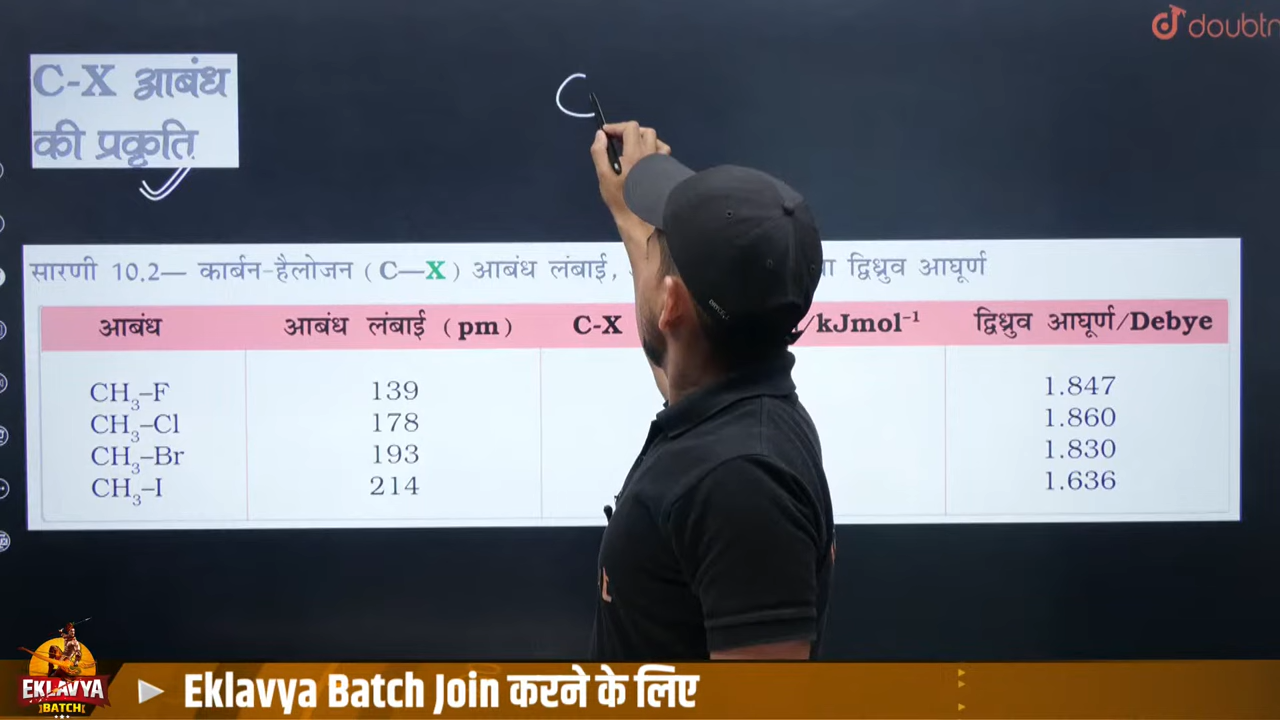 doubtn
C-X आबंध
की प्रकृति
C
सारणी 10.2— कार्बन-हैलोजन (C—X) आबंध लंबाई, द्विध्रुव आघूर्ण
आबंध आबंध लंबाई (pm) C-X /kJmol⁻¹ द्विध्रुव आघूर्ण/Debye
CH₃–F 139 1.847
CH₃–Cl 178 1.860
CH₃–Br 193 1.830
CH₃–I 214 1.636
EKLAVYA
BATCH
Eklavya Batch Join करने के लिए